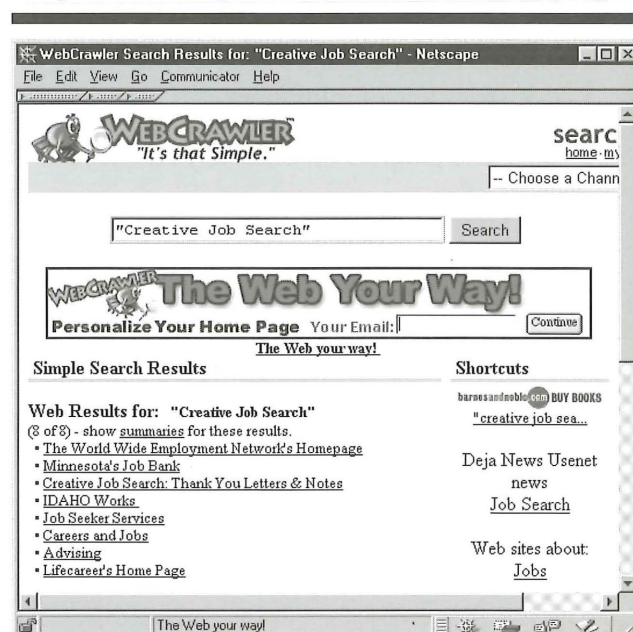 WebCrawler Search Results for: "Creative Job Search" - Netscape
File Edit View Go Communicator Help
WEBCRAWLER™
"It's that Simple."
searc
home · my
-- Choose a Chann
"Creative Job Search"
Search
WEBCRAWLER The Web Your Way!
Personalize Your Home Page Your Email:
Continue
The Web your way!
Simple Search Results
Web Results for: "Creative Job Search"
(8 of 8) - show summaries for these results.
▪ The World Wide Employment Network's Homepage
▪ Minnesota's Job Bank
▪ Creative Job Search: Thank You Letters & Notes
▪ IDAHO Works
▪ Job Seeker Services
▪ Careers and Jobs
▪ Advising
▪ Lifecareer's Home Page
Shortcuts
barnesandnoble.com BUY BOOKS
"creative job sea...
Deja News Usenet
news
Job Search
Web sites about:
Jobs
The Web your way!